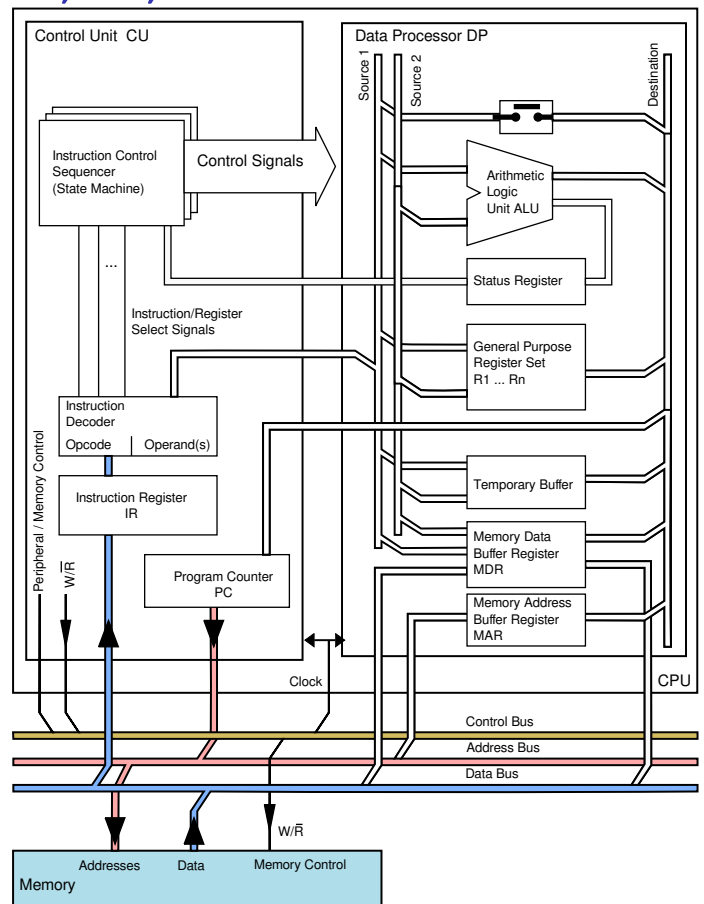 Control Unit CU
Data Processor DP
Source 1
Source 2
Destination
Instruction Control
Sequencer
(State Machine)
Control Signals
Arithmetic
Logic
Unit ALU
...
Status Register
Instruction/Register
Select Signals
General Purpose
Register Set
R1 ... Rn
Instruction
Decoder
Opcode
Operand(s)
Peripheral / Memory Control
W/R̅
Instruction Register
IR
Temporary Buffer
Memory Data
Buffer Register
MDR
Program Counter
PC
Memory Address
Buffer Register
MAR
Clock
CPU
Control Bus
Address Bus
Data Bus
W/R̅
Addresses
Data
Memory Control
Memory